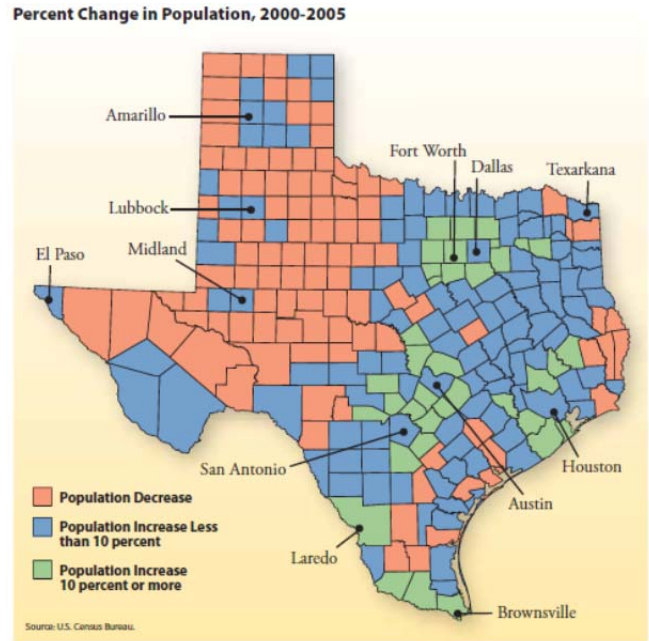 Percent Change in Population, 2000-2005
Amarillo
Fort Worth
Dallas
Texarkana
Lubbock
El Paso
Midland
San Antonio
Houston
Austin
Laredo
Brownsville
Population Decrease
Population Increase Less
than 10 percent
Population Increase
10 percent or more
Source: U.S. Census Bureau.